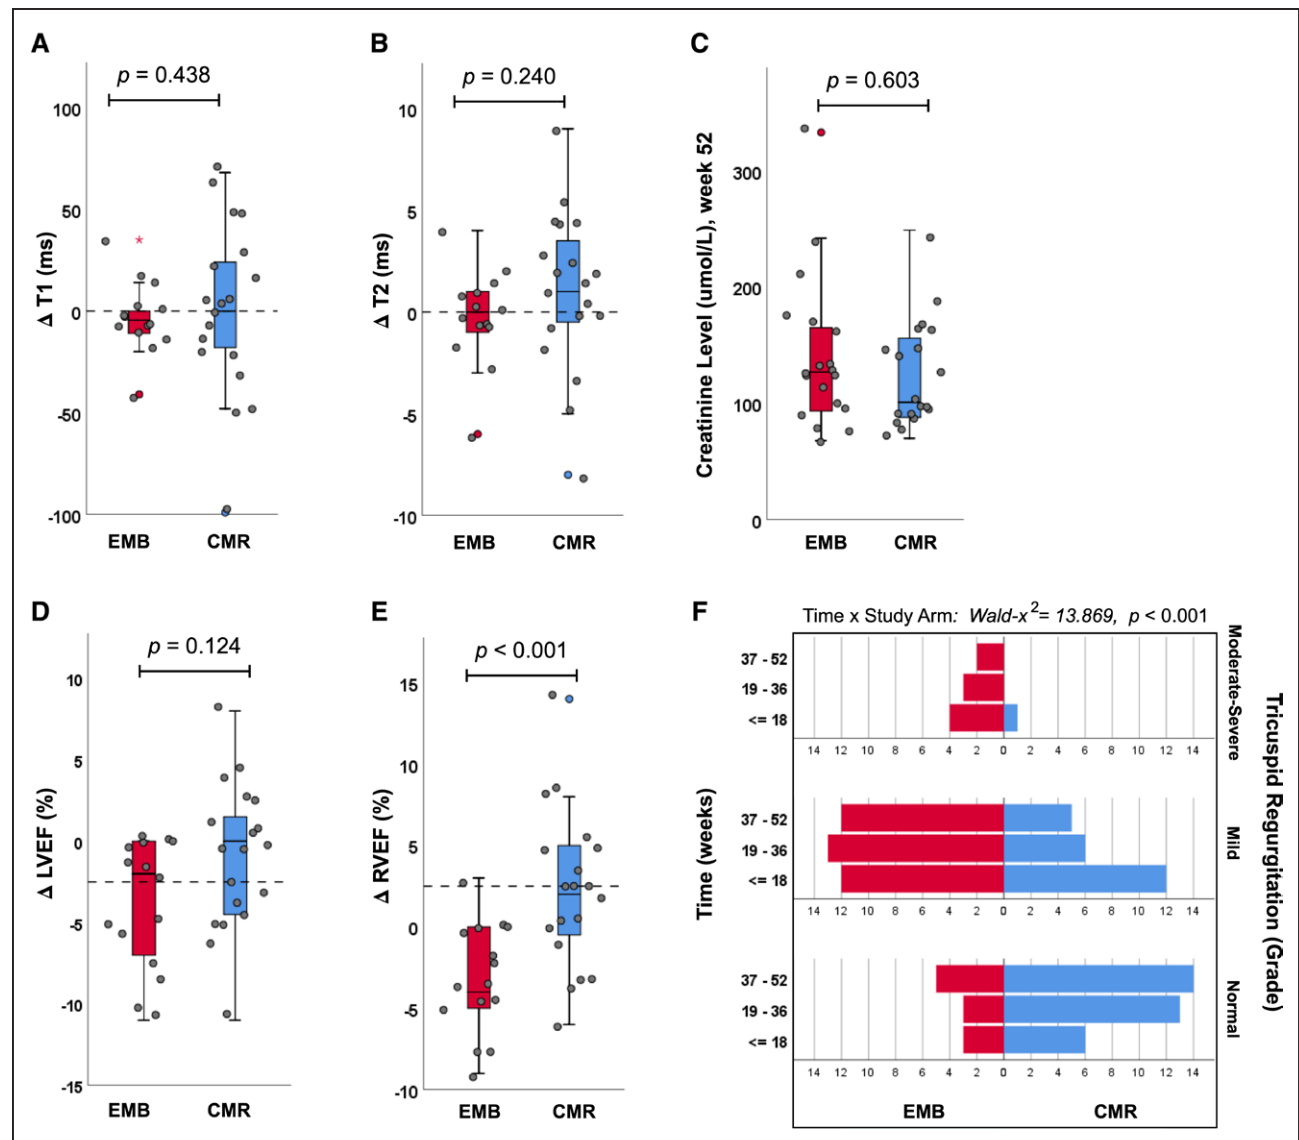 A
p = 0.438
Δ T1 (ms)
100
50
0
-50
-100
*
EMB CMR
B
p = 0.240
Δ T2 (ms)
10
5
0
-5
-10
EMB CMR
C
p = 0.603
Creatinine Level (umol/L), week 52
300
200
100
0
EMB CMR
D
p = 0.124
Δ LVEF (%)
10
5
0
-5
-10
-15
EMB CMR
E
p < 0.001
Δ RVEF (%)
15
10
5
0
-5
-10
EMB CMR
F
Time x Study Arm: Wald-x²= 13.869, p < 0.001
Time (weeks)
37 - 52
19 - 36
<= 18
14 12 10 8 6 4 2 0 2 4 6 8 10 12 14
Moderate-Severe
37 - 52
19 - 36
<= 18
14 12 10 8 6 4 2 0 2 4 6 8 10 12 14
Mild
37 - 52
19 - 36
<= 18
14 12 10 8 6 4 2 0 2 4 6 8 10 12 14
Normal
EMB CMR
Tricuspid Regurgitation (Grade)